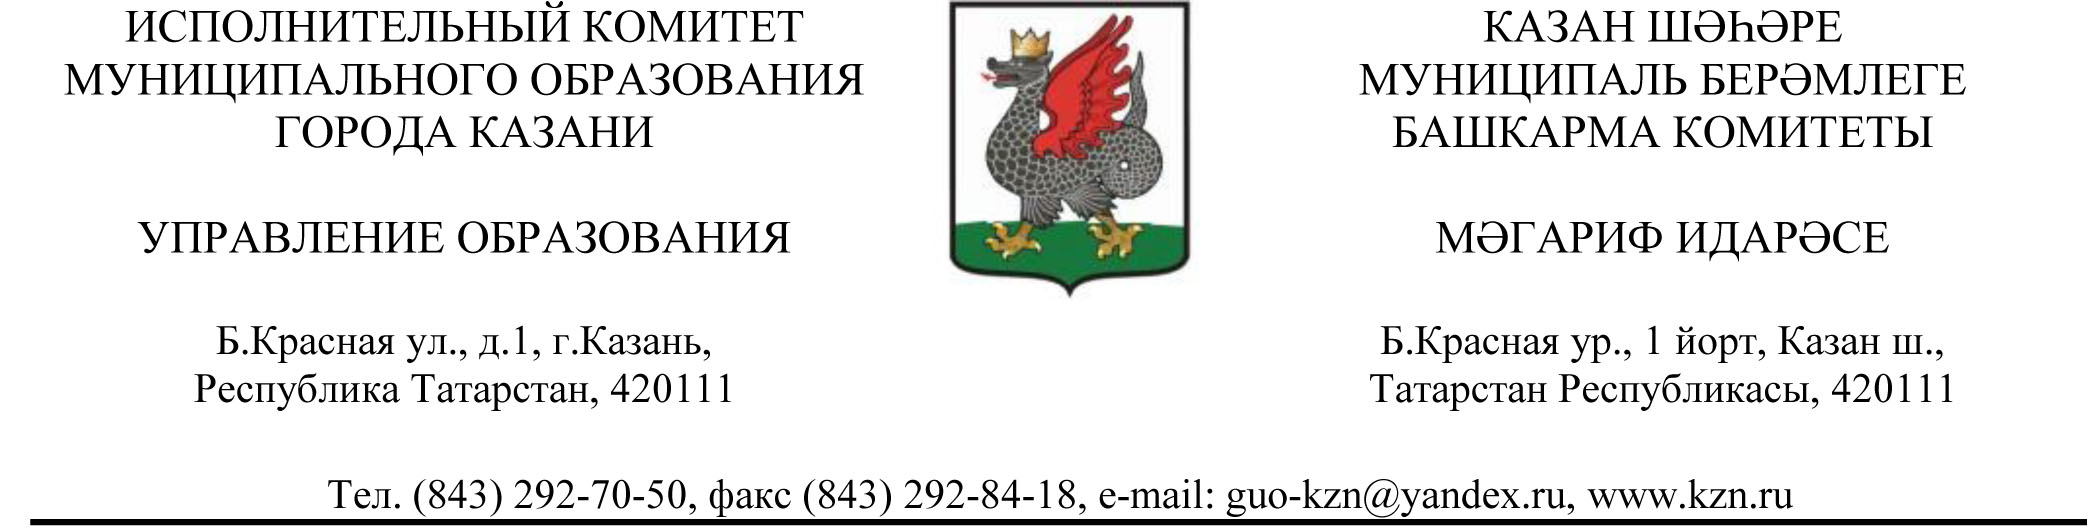 ИСПОЛНИТЕЛЬНЫЙ КОМИТЕТ
МУНИЦИПАЛЬНОГО ОБРАЗОВАНИЯ
ГОРОДА КАЗАНИ
УПРАВЛЕНИЕ ОБРАЗОВАНИЯ
Б.Красная ул., д.1, г.Казань,
Республика Татарстан, 420111
КАЗАН ШӘҺӘРЕ
МУНИЦИПАЛЬ БЕРӘМЛЕГЕ
БАШКАРМА КОМИТЕТЫ
МӘГАРИФ ИДАРӘСЕ
Б.Красная ур., 1 йорт, Казан ш.,
Татарстан Республикасы, 420111
Тел. (843) 292-70-50, факс (843) 292-84-18, e-mail: guo-kzn@yandex.ru, www.kzn.ru